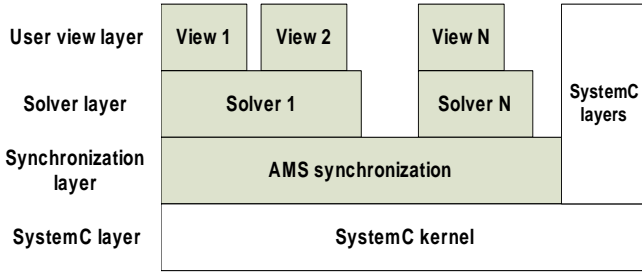 User view layer View 1 View 2 View N
Solver layer Solver 1 Solver N SystemC
layers
Synchronization
layer AMS synchronization
SystemC layer SystemC kernel